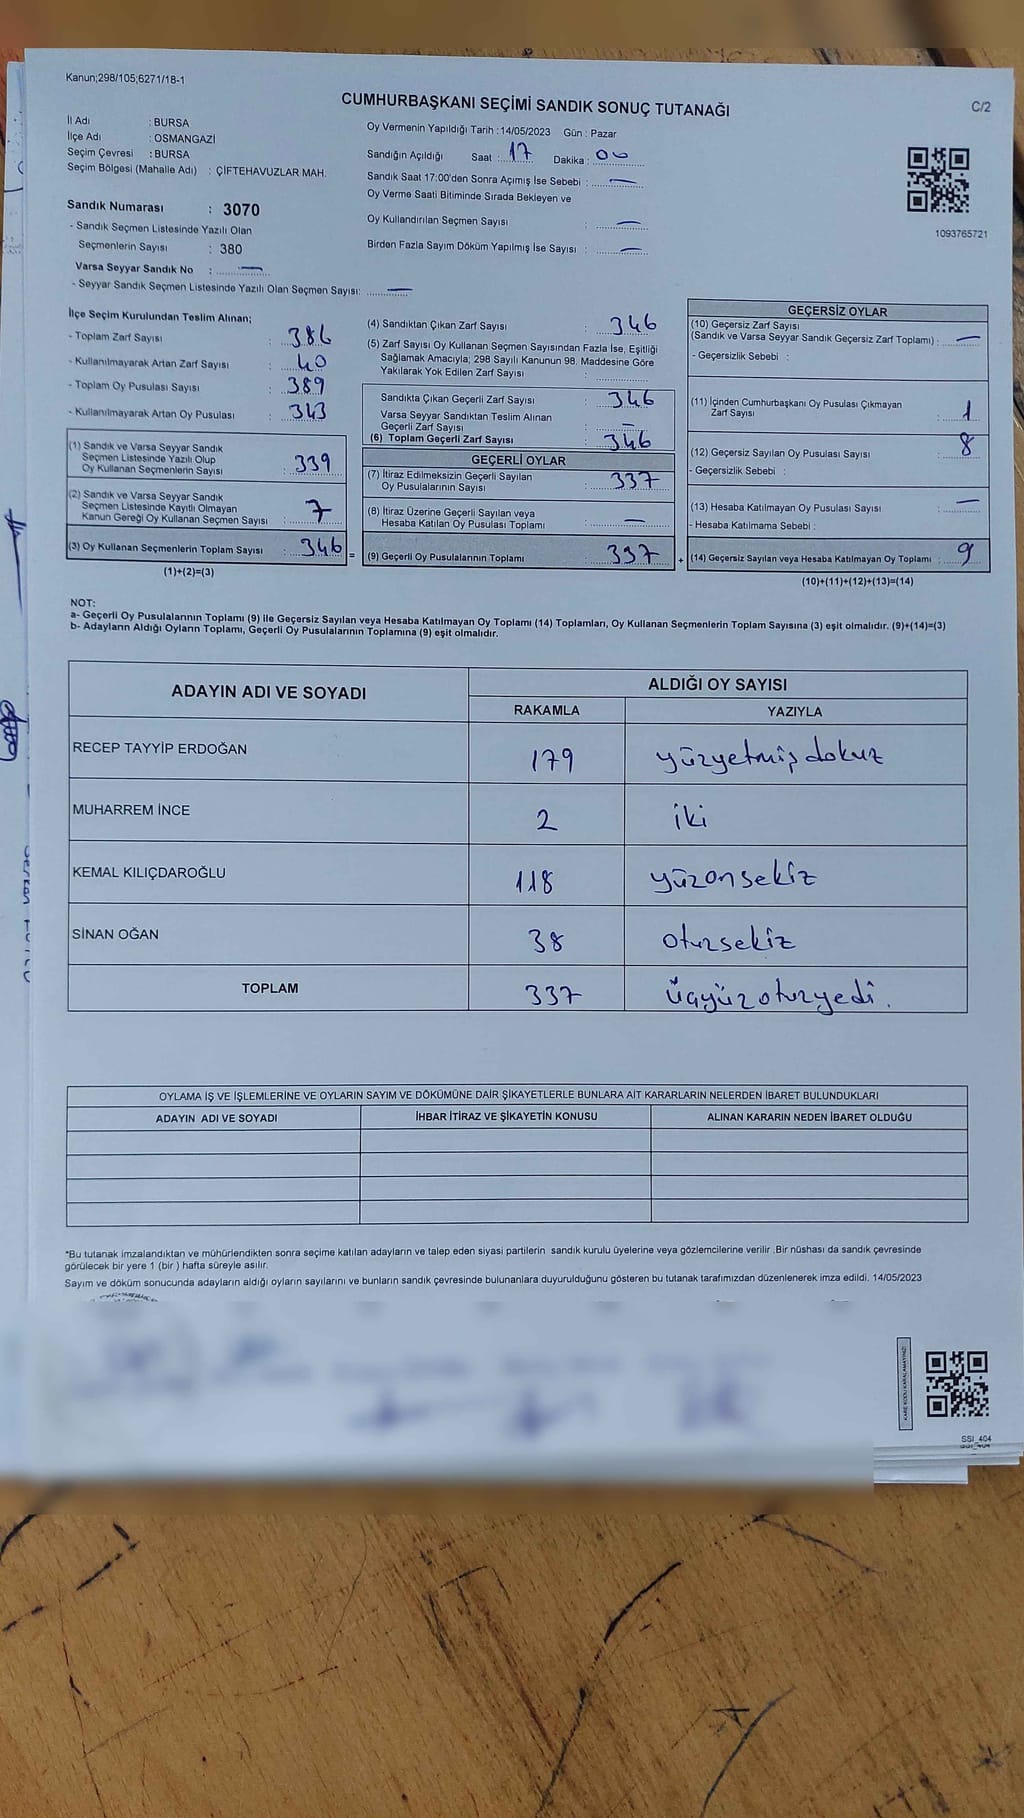 Kanun;298/105;6271/18-1
CUMHURBAŞKANI SEÇİMİ SANDIK SONUÇ TUTANAĞI
C/2
İl Adı : BURSA
İlçe Adı : OSMANGAZİ
Seçim Çevresi : BURSA
Seçim Bölgesi (Mahalle Adı) : ÇİFTEHAVUZLAR MAH.
Sandık Numarası : 3070
- Sandık Seçmen Listesinde Yazılı Olan
Seçmenlerin Sayısı : 380
Varsa Seyyar Sandık No : —
- Seyyar Sandık Seçmen Listesinde Yazılı Olan Seçmen Sayısı: —
Oy Vermenin Yapıldığı Tarih : 14/05/2023 Gün : Pazar
Sandığın Açıldığı Saat : 17 Dakika : 00
Sandık Saat 17:00'den Sonra Açımış İse Sebebi : —
Oy Verme Saati Bitiminde Sırada Bekleyen ve
Oy Kullandırılan Seçmen Sayısı : —
Birden Fazla Sayım Döküm Yapılmış İse Sayısı : —
1093765721
İlçe Seçim Kurulundan Teslim Alınan;
- Toplam Zarf Sayısı : 386
- Kullanılmayarak Artan Zarf Sayısı : 40
- Toplam Oy Pusulası Sayısı : 389
- Kullanılmayarak Artan Oy Pusulası : 343
(1) Sandık ve Varsa Seyyar Sandık
Seçmen Listesinde Yazılı Olup
Oy Kullanan Seçmenlerin Sayısı : 339
(2) Sandık ve Varsa Seyyar Sandık
Seçmen Listesinde Kayıtlı Olmayan
Kanun Gereği Oy Kullanan Seçmen Sayısı : 7
(3) Oy Kullanan Seçmenlerin Toplam Sayısı : 346 =
(1)+(2)=(3)
(4) Sandıktan Çıkan Zarf Sayısı : 346
(5) Zarf Sayısı Oy Kullanan Seçmen Sayısından Fazla İse, Eşitliği
Sağlamak Amacıyla; 298 Sayılı Kanunun 98. Maddesine Göre
Yakılarak Yok Edilen Zarf Sayısı :
Sandıkta Çıkan Geçerli Zarf Sayısı : 346
Varsa Seyyar Sandıktan Teslim Alınan
Geçerli Zarf Sayısı : —
(6) Toplam Geçerli Zarf Sayısı : 346
GEÇERLİ OYLAR
(7) İtiraz Edilmeksizin Geçerli Sayılan
Oy Pusulalarının Sayısı : 337
(8) İtiraz Üzerine Geçerli Sayılan veya
Hesaba Katılan Oy Pusulası Toplamı : —
(9) Geçerli Oy Pusulalarının Toplamı : 337 +
GEÇERSİZ OYLAR
(10) Geçersiz Zarf Sayısı
(Sandık ve Varsa Seyyar Sandık Geçersiz Zarf Toplamı) : —
- Geçersizlik Sebebi :
(11) İçinden Cumhurbaşkanı Oy Pusulası Çıkmayan
Zarf Sayısı : 1
(12) Geçersiz Sayılan Oy Pusulası Sayısı : 8
- Geçersizlik Sebebi :
(13) Hesaba Katılmayan Oy Pusulası Sayısı : —
- Hesaba Katılmama Sebebi :
(14) Geçersiz Sayılan veya Hesaba Katılmayan Oy Toplamı : 9
(10)+(11)+(12)+(13)=(14)
NOT:
a- Geçerli Oy Pusulalarının Toplamı (9) ile Geçersiz Sayılan veya Hesaba Katılmayan Oy Toplamı (14) Toplamları, Oy Kullanan Seçmenlerin Toplam Sayısına (3) eşit olmalıdır. (9)+(14)=(3)
b- Adayların Aldığı Oyların Toplamı, Geçerli Oy Pusulalarının Toplamına (9) eşit olmalıdır.
ADAYIN ADI VE SOYADI ALDIĞI OY SAYISI
RAKAMLA YAZIYLA
RECEP TAYYİP ERDOĞAN 179 yüzyetmiş dokuz
MUHARREM İNCE 2 iki
KEMAL KILIÇDAROĞLU 118 yüzonsekiz
SİNAN OĞAN 38 otuzsekiz
TOPLAM 337 üçyüzotuzyedi.
OYLAMA İŞ VE İŞLEMLERİNE VE OYLARIN SAYIM VE DÖKÜMÜNE DAİR ŞİKAYETLERLE BUNLARA AİT KARARLARIN NELERDEN İBARET BULUNDUKLARI
ADAYIN ADI VE SOYADI İHBAR İTİRAZ VE ŞİKAYETİN KONUSU ALINAN KARARIN NEDEN İBARET OLDUĞU
*Bu tutanak imzalandıktan ve mühürlendikten sonra seçime katılan adayların ve talep eden siyasi partilerin sandık kurulu üyelerine veya gözlemcilerine verilir .Bir nüshası da sandık çevresinde
görülecek bir yere 1 (bir ) hafta süreyle asılır.
Sayım ve döküm sonucunda adayların aldığı oyların sayılarını ve bunların sandık çevresinde bulunanlara duyurulduğunu gösteren bu tutanak tarafımızdan düzenlenerek imza edildi. 14/05/2023
KARE KODU KARALAMAYINIZ!
SSI_404